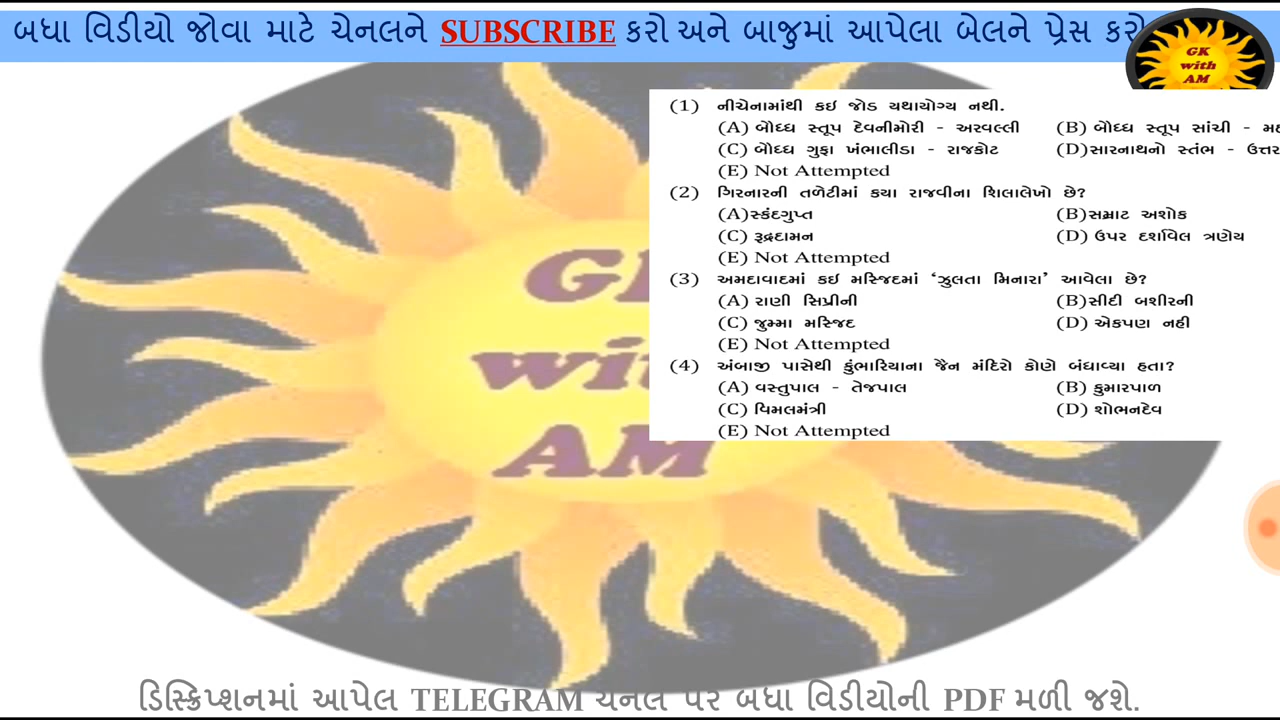 બધા વિડીયો જોવા માટે ચેનલને SUBSCRIBE કરો અને બાજુમાં આપેલા બેલને પ્રેસ કરો
GK
with
AM
(1) નીચેનામાંથી કઇ જોડ યથાયોગ્ય નથી.
(A) બૌધ્ધ સ્તૂપ દેવનીમોરી - અરવલ્લી (B) બૌધ્ધ સ્તૂપ સાંચી -
(C) બૌધ્ધ ગુફા ખંભાલીડા - રાજકોટ (D) સારનાથનો સ્તંભ - ઉત્તર
(E) Not Attempted
(2) ગિરનારની તળેટીમાં કયા રાજવીના શિલાલેખો છે?
(A) સ્કંદગુપ્ત (B) સમ્રાટ અશોક
(C) રૂદ્રદામન (D) ઉપર દર્શાવેલ ત્રણેય
(E) Not Attempted
(3) અમદાવાદમાં કઇ મસ્જિદમાં ‘ઝુલતા મિનારા’ આવેલા છે?
(A) રાણી સિપ્રીની (B) સીદી બશીરની
(C) જુમ્મા મસ્જિદ (D) એકપણ નહી
(E) Not Attempted
(4) અંબાજી પાસેથી કુંભારિયાના જૈન મંદિરો કોણે બંધાવ્યા હતા?
(A) વસ્તુપાલ - તેજપાલ (B) કુમારપાળ
(C) વિમલમંત્રી (D) શોભનદેવ
(E) Not Attempted
AM
ડિસ્ક્રિપ્શનમાં આપેલ TELEGRAM ચેનલ પર બધા વિડીયોની PDF મળી જશે.